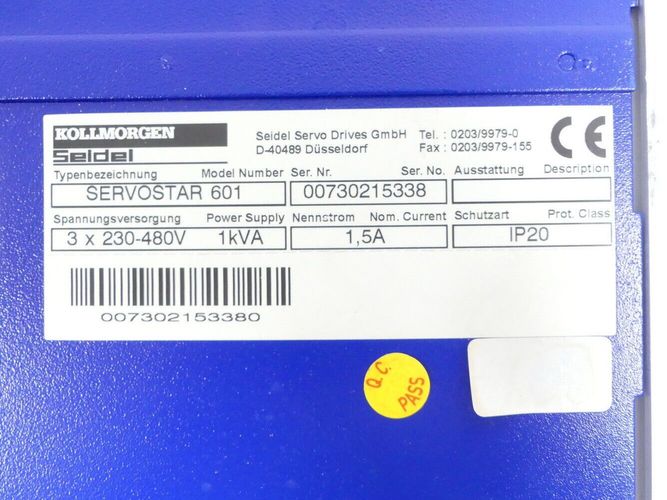 KOLLMORGEN
Seidel
Seidel Servo Drives GmbH Tel. : 0203/9979-0
D-40489 Düsseldorf Fax : 0203/9979-155
CE
Typenbezeichnung Model Number Ser. Nr. Ser. No. Ausstattung Description
SERVOSTAR 601 00730215338
Spannungsversorgung Power Supply Nennstrom Nom. Current Schutzart Prot. Class
3 x 230-480V 1kVA 1,5A IP20
007302153380
Q.C.
PASS